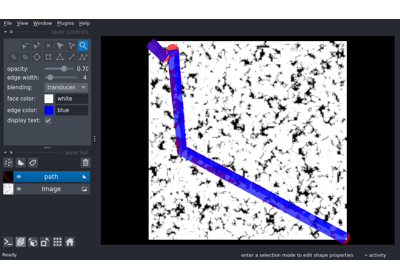 File View Window Plugins Help
layer controls
opacity: 0.70
edge width: 4
blending: translucen
face color: white
edge color: blue
display text:
layer list
path
Image
Ready enter a selection mode to edit shape properties activity